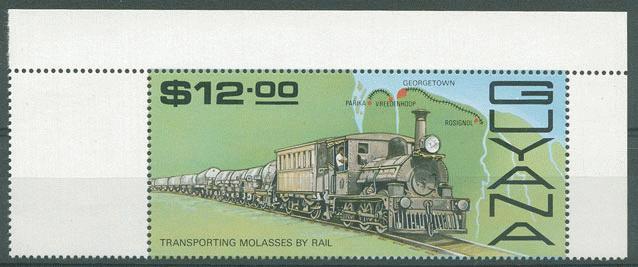 $12.00
GEORGETOWN
PARIKA VREEDENHOOP
ROSIGNOL
GUYANA
TRANSPORTING MOLASSES BY RAIL